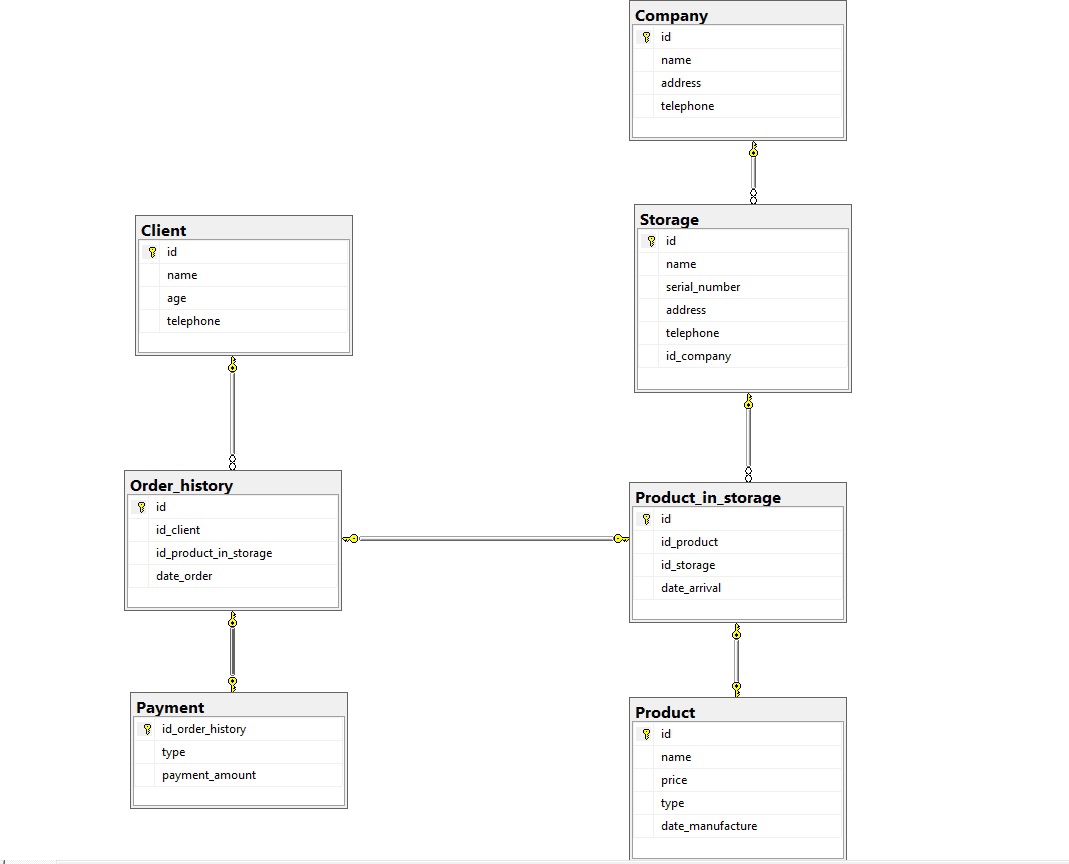 Company
id
name
address
telephone
Storage
id
name
serial_number
address
telephone
id_company
Client
id
name
age
telephone
Order_history
id
id_client
id_product_in_storage
date_order
Product_in_storage
id
id_product
id_storage
date_arrival
Payment
id_order_history
type
payment_amount
Product
id
name
price
type
date_manufacture